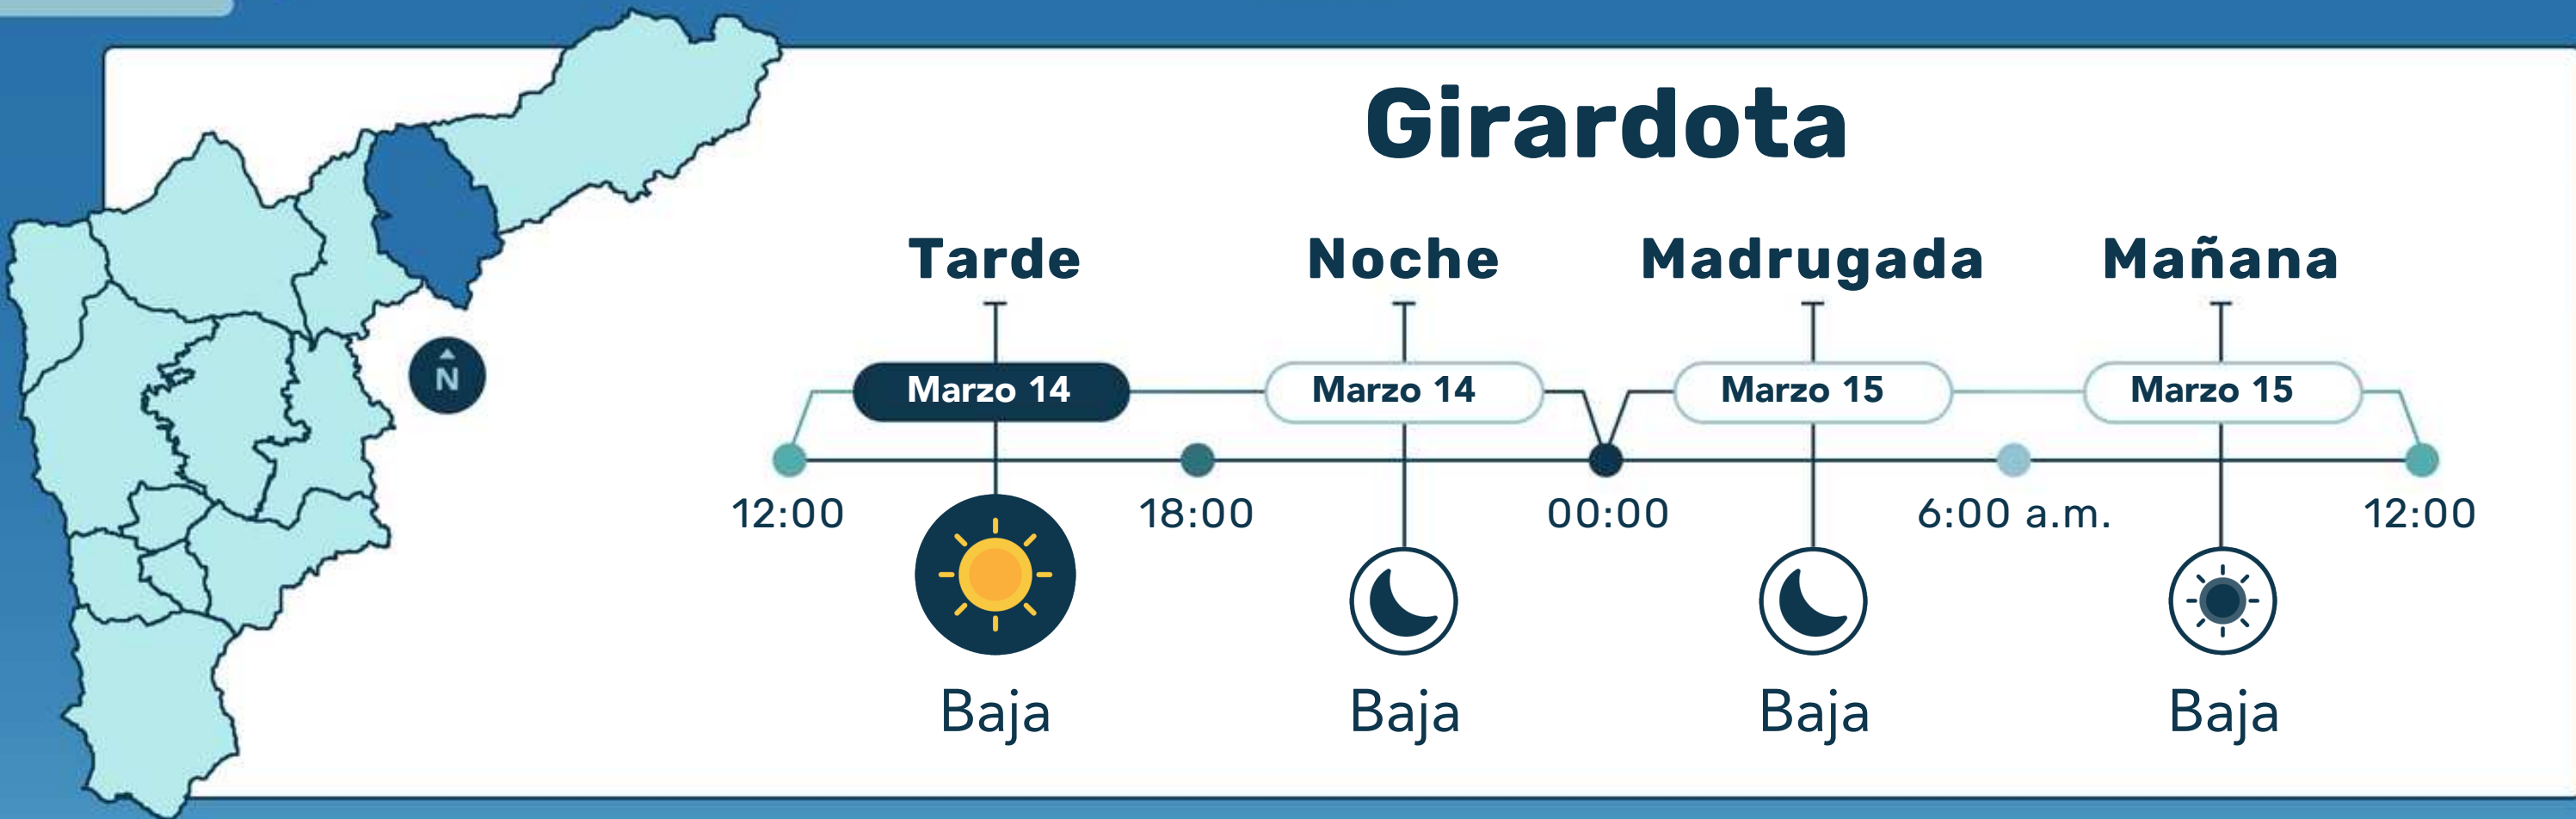 Girardota
Tarde Noche Madrugada Mañana
Marzo 14 Marzo 14 Marzo 15 Marzo 15
N
12:00 18:00 00:00 6:00 a.m. 12:00
Baja Baja Baja Baja